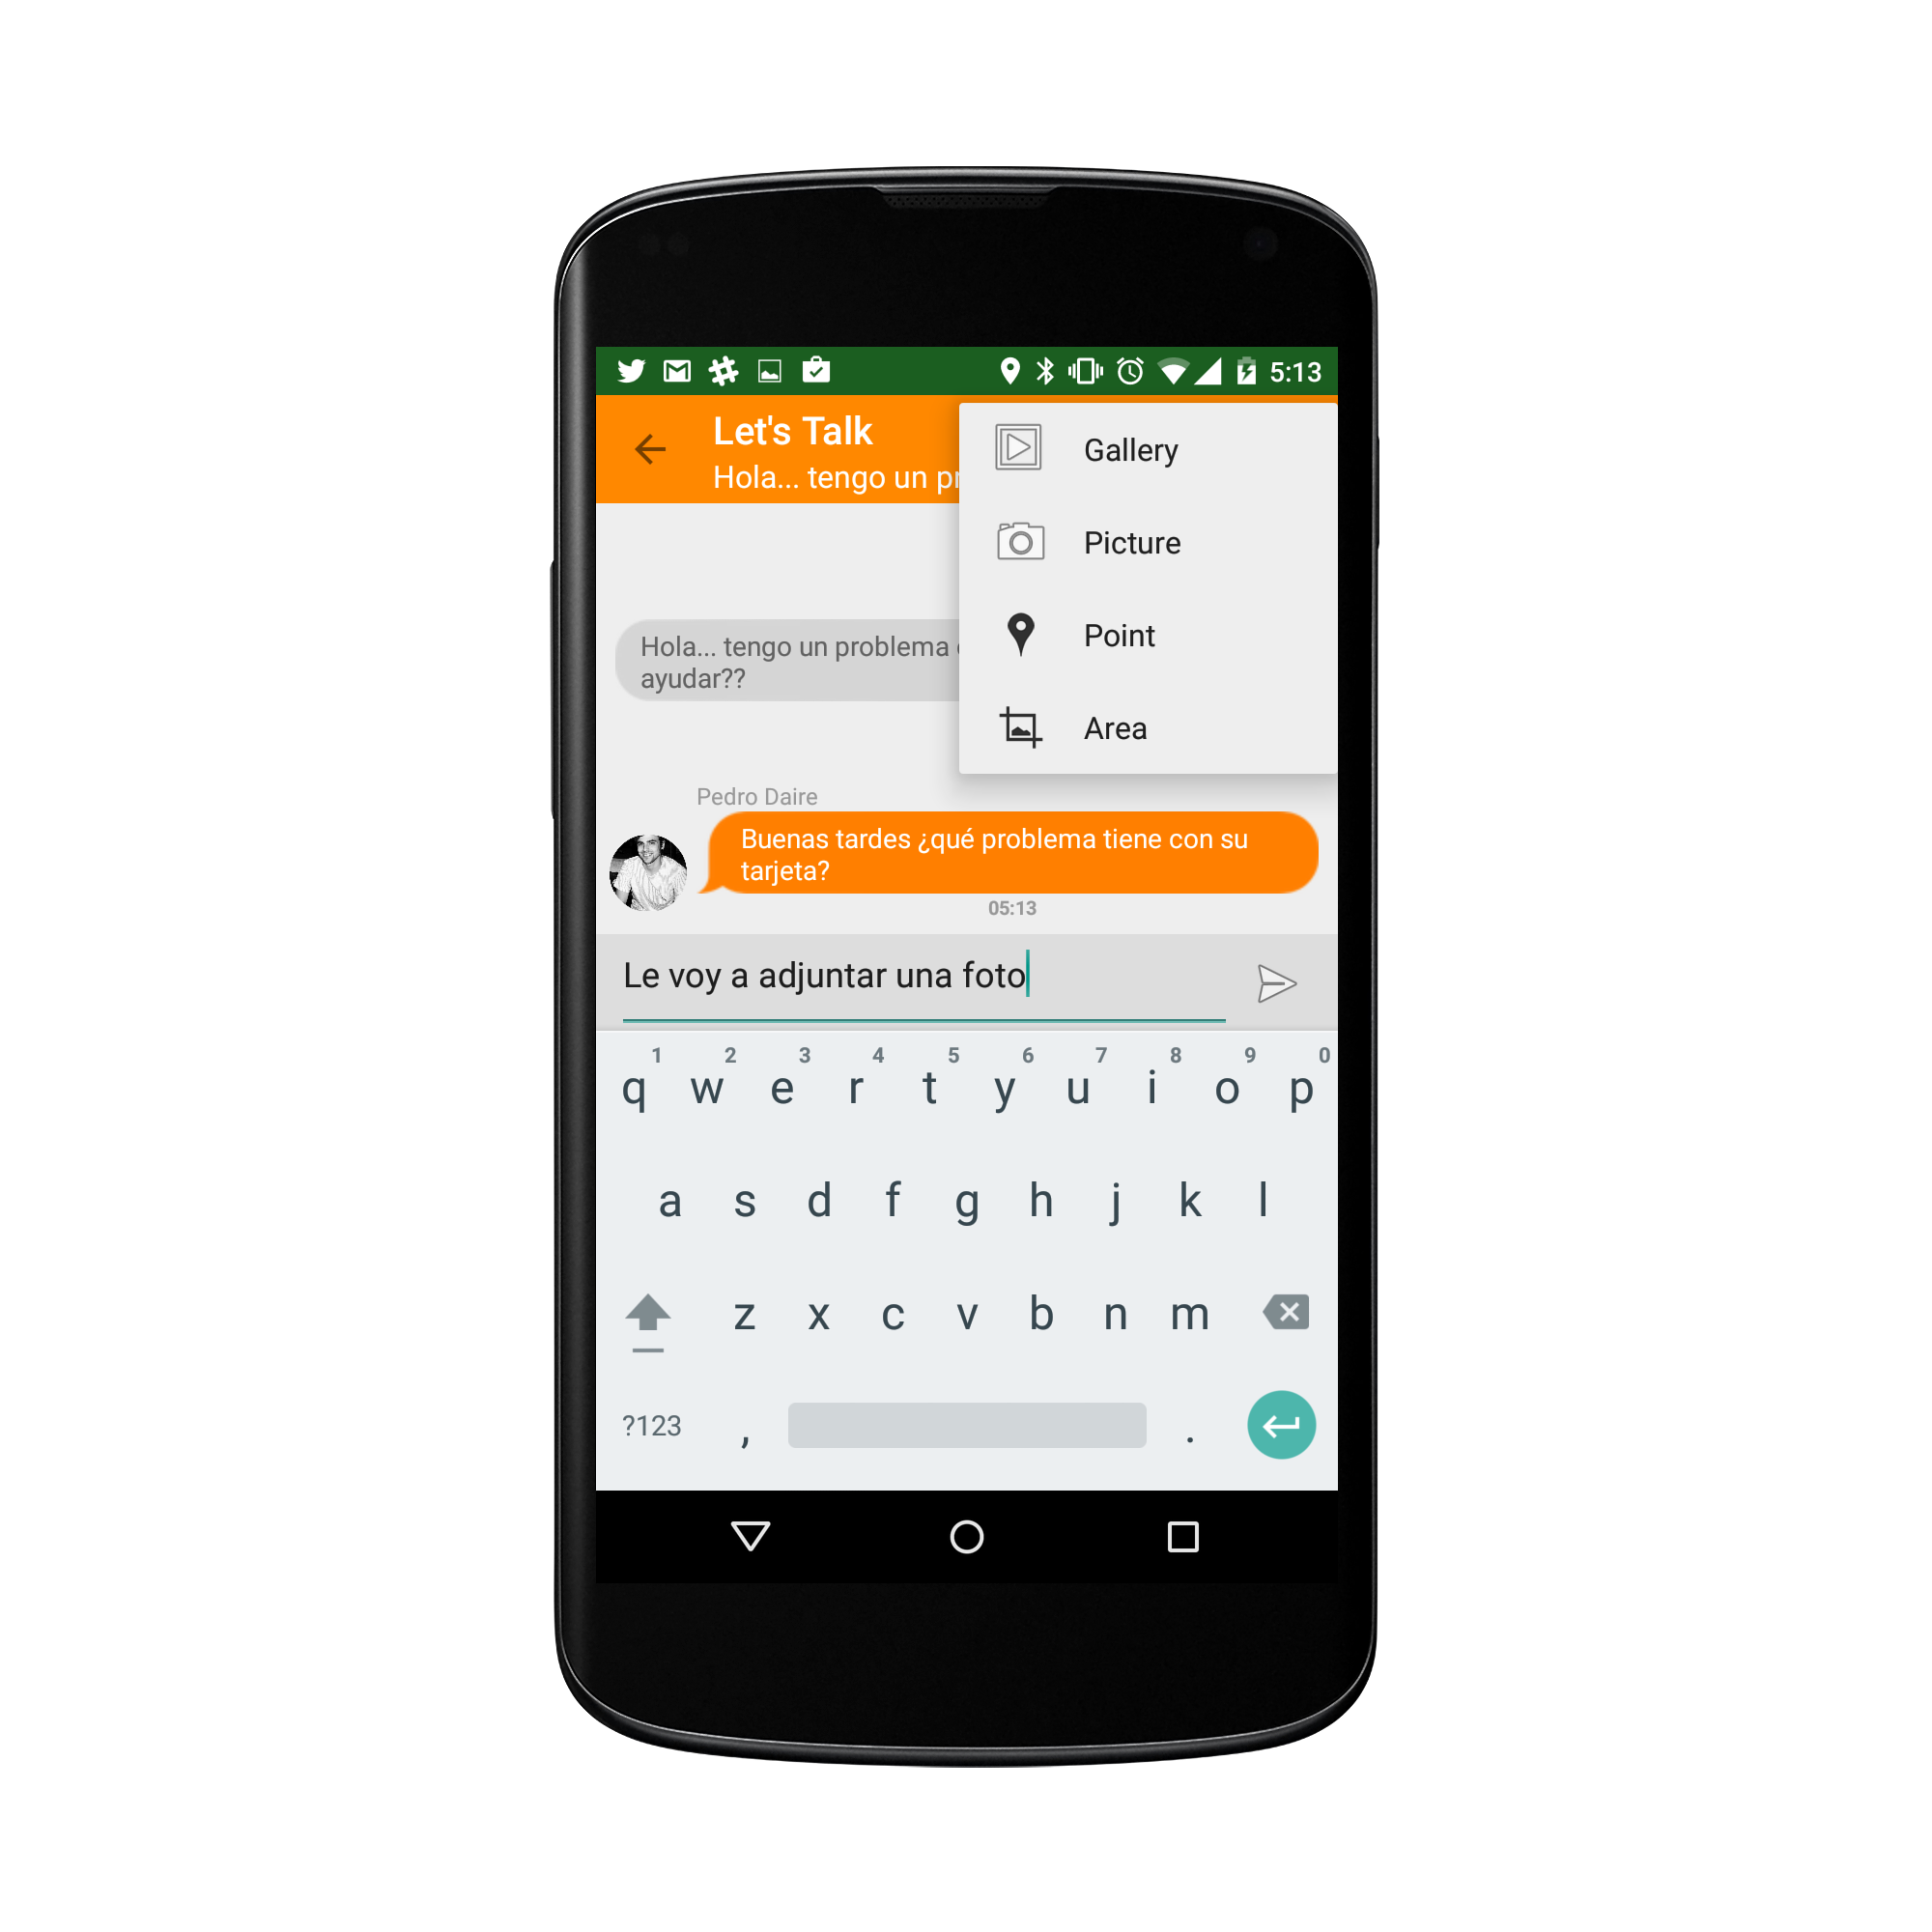 5:13
Let's Talk
Hola... tengo un
Gallery
Picture
Point
Area
Hola... tengo un problema
ayudar??
Pedro Daire
Buenas tardes ¿qué problema tiene con su
tarjeta?
05:13
Le voy a adjuntar una foto
1 2 3 4 5 6 7 8 9 0
q w e r t y u i o p
a s d f g h j k l
z x c v b n m
?123 , .